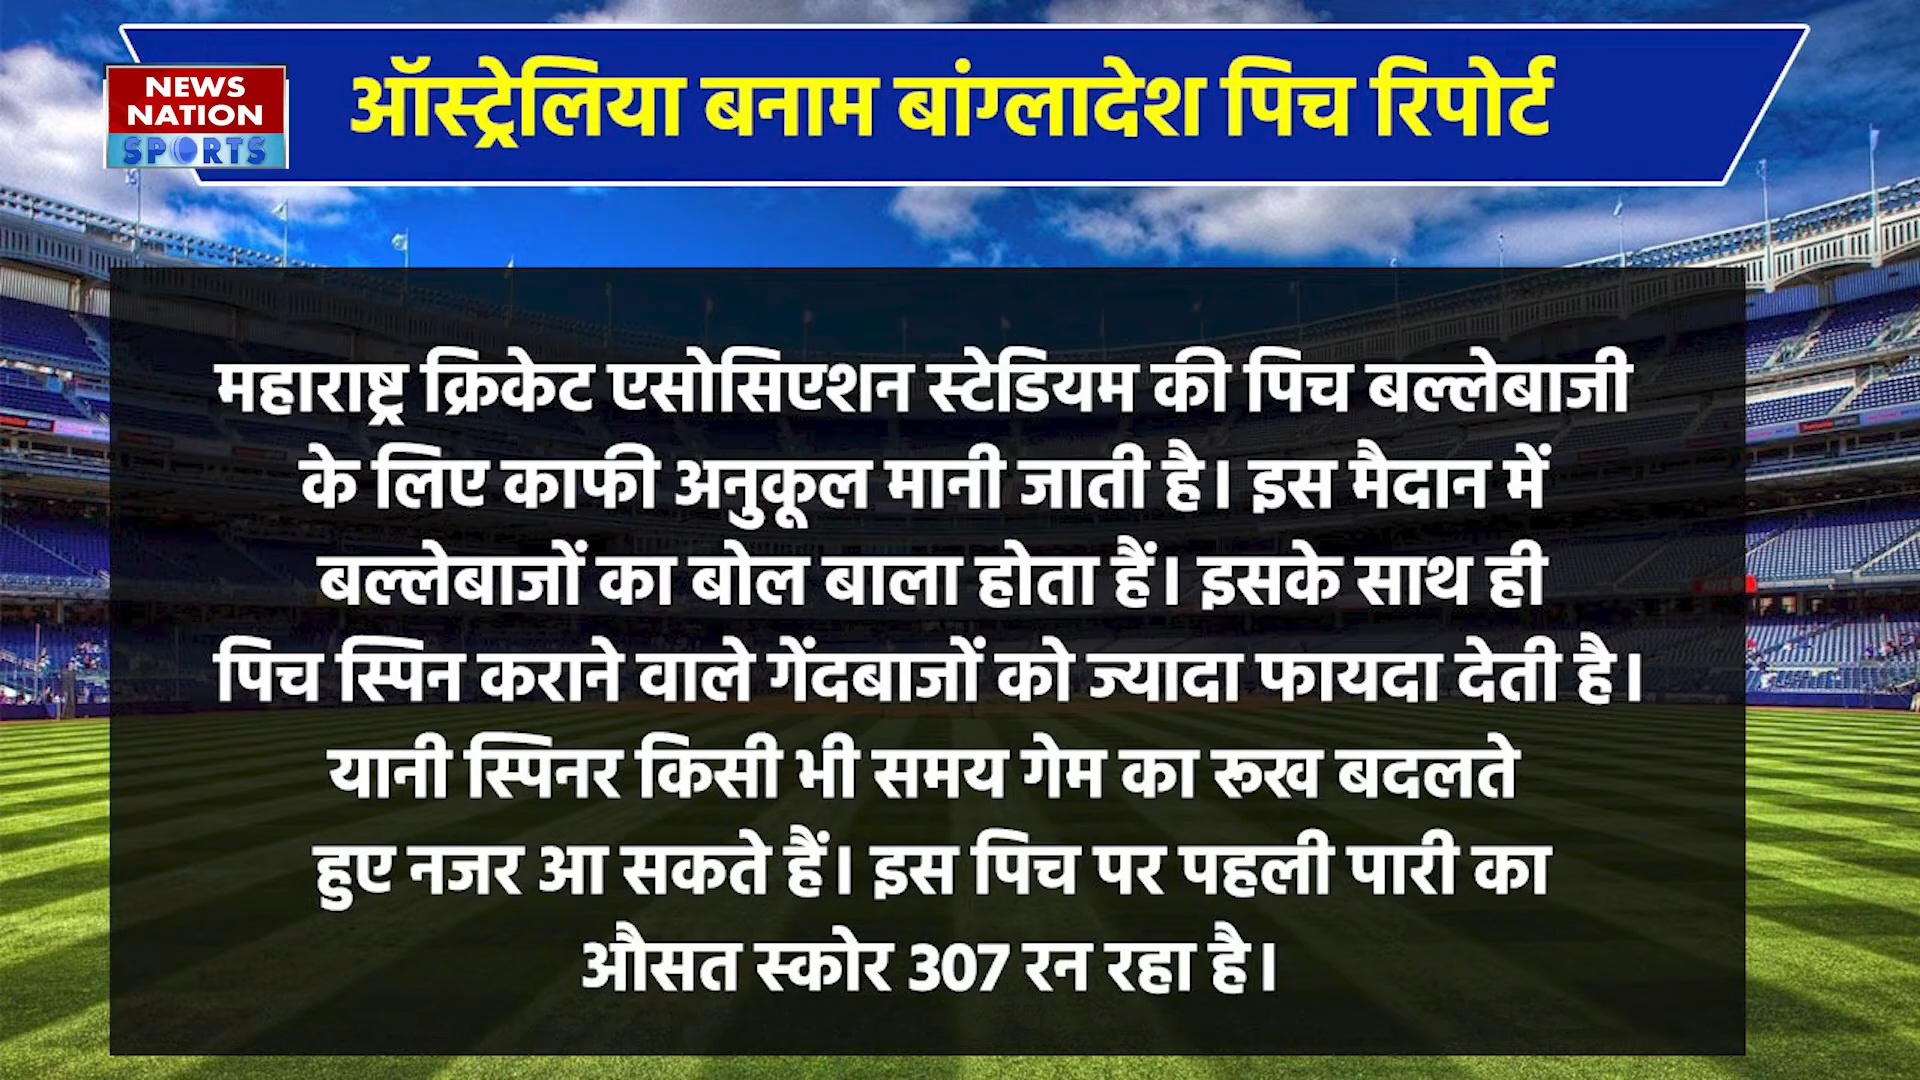 NEWS
NATION
SPORTS
ऑस्ट्रेलिया बनाम बांग्लादेश पिच रिपोर्ट
महाराष्ट्र क्रिकेट एसोसिएशन स्टेडियम की पिच बल्लेबाजी
के लिए काफी अनुकूल मानी जाती है। इस मैदान में
बल्लेबाजों का बोल बाला होता हैं। इसके साथ ही
पिच स्पिन कराने वाले गेंदबाजों को ज्यादा फायदा देती है।
यानी स्पिनर किसी भी समय गेम का रूख बदलते
हुए नजर आ सकते हैं। इस पिच पर पहली पारी का
औसत स्कोर 307 रन रहा है।